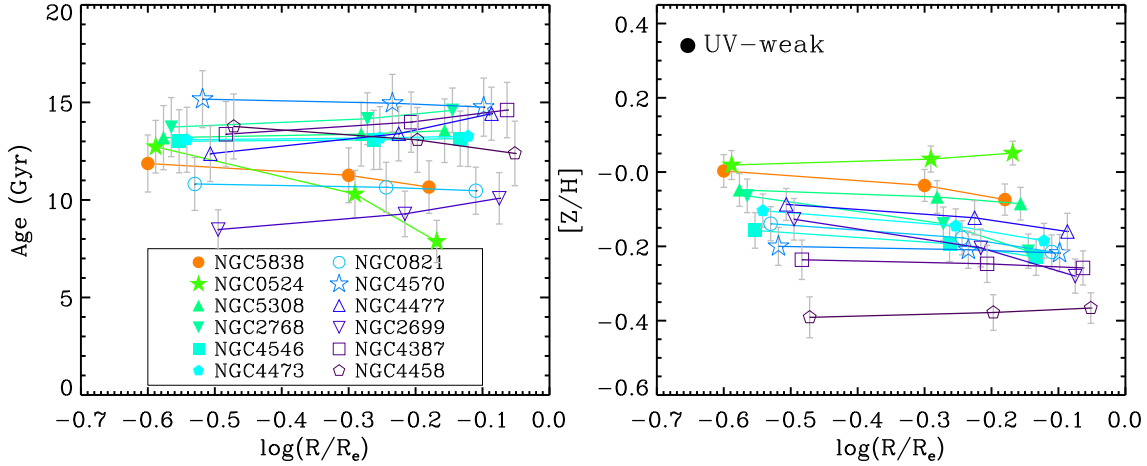 20
15
10
5
0
Age (Gyr)
NGC5838 NGC0821
NGC0524 NGC4570
NGC5308 NGC4477
NGC2768 NGC2699
NGC4546 NGC4387
NGC4473 NGC4458
-0.7 -0.6 -0.5 -0.4 -0.3 -0.2 -0.1 0.0
log(R/Re)
0.4
0.2
-0.0
-0.2
-0.4
-0.6
[Z/H]
UV-weak
-0.7 -0.6 -0.5 -0.4 -0.3 -0.2 -0.1 0.0
log(R/Re)